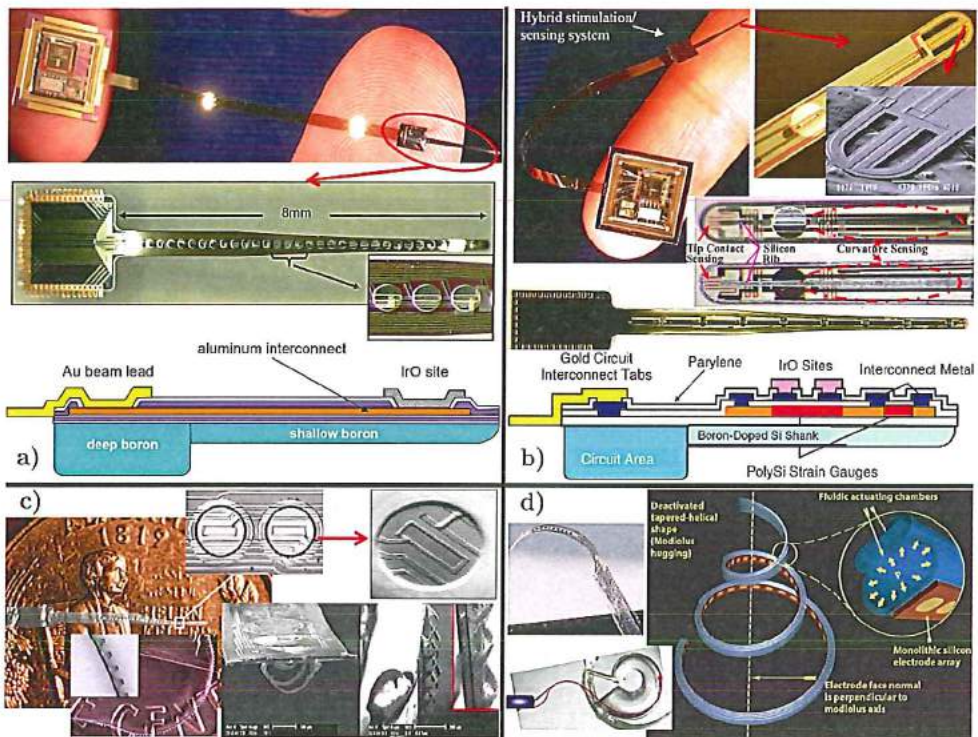 8mm
aluminum interconnect
Au beam lead
IrO site
deep boron
shallow boron
a)
Hybrid stimulation/
sensing system
Tip Contact
Sensing
Silicon
Rib
Curvature Sensing
Gold Circuit
Interconnect Tabs
Parylene
IrO Sites
Interconnect Metal
Boron-Doped Si Shank
Circuit Area
PolySi Strain Gauges
b)
c)
1819
CENT
d)
Deactivated
tapered-helical
shape
(Modiolus
hugging)
Fluidic actuating chambers
P
Monolithic silicon
electrode array
Electrode face normal
is perpendicular to
modiolus axis